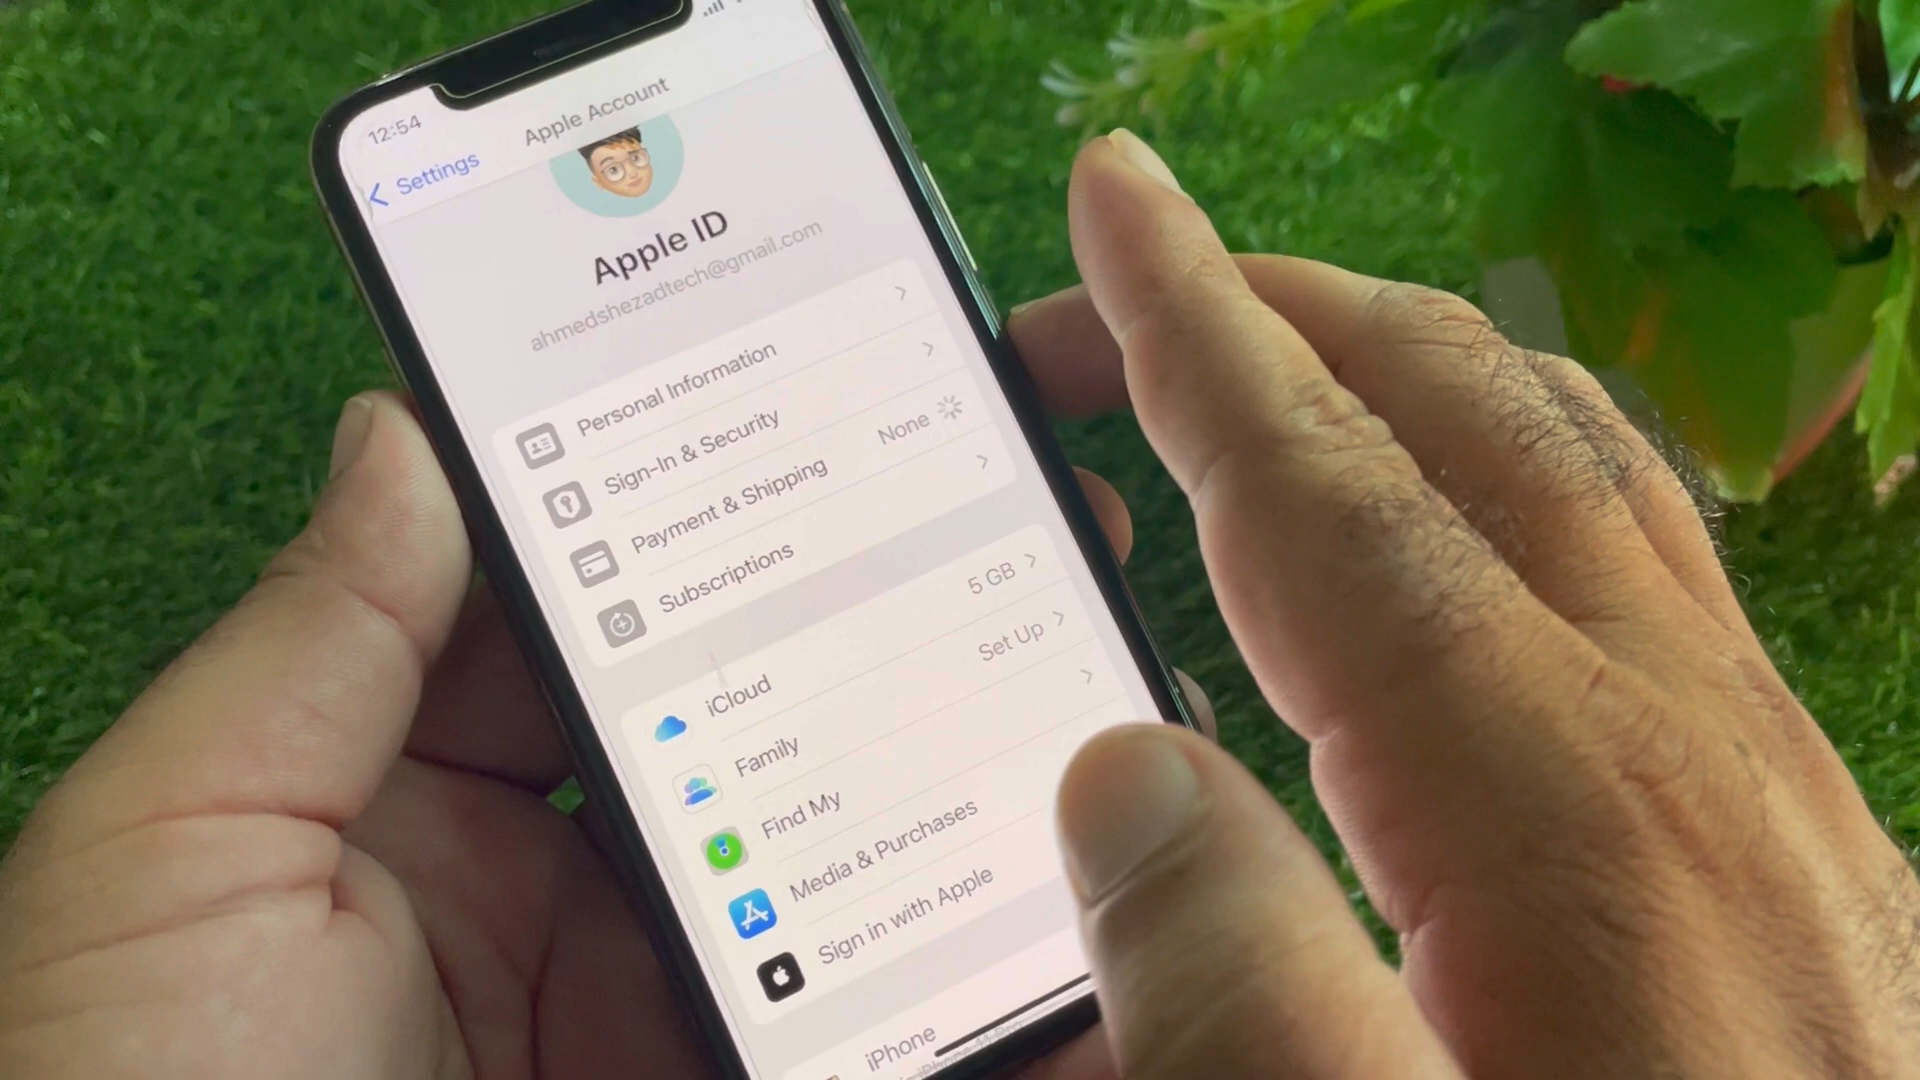 12:54
Settings
Apple Account
Apple ID
ahmedshezadtech@gmail.com
Personal Information
Sign-In & Security
Payment & Shipping None
Subscriptions
iCloud 5 GB
Family Set Up
Find My
Media & Purchases
Sign in with Apple
iPhone